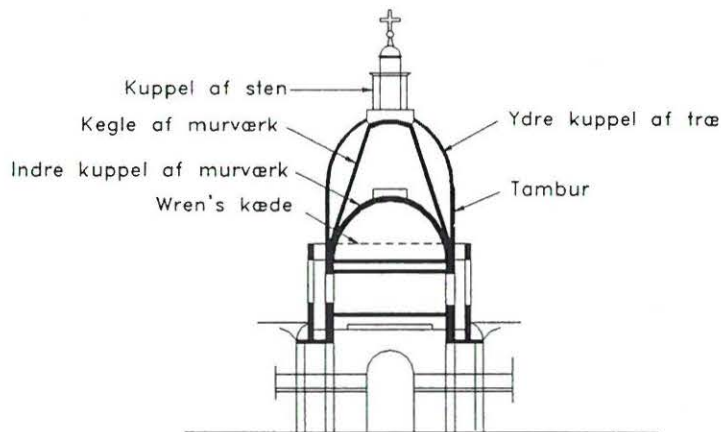 Kuppel af sten
Kegle af murværk
Ydre kuppel af træ
Indre kuppel af murværk
Tambur
Wren's kæde